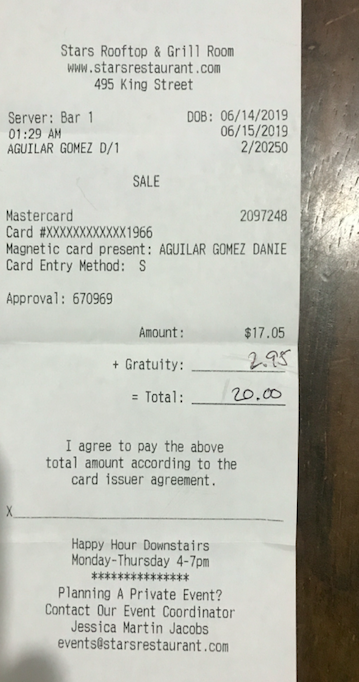 Stars Rooftop & Grill Room
www.starsrestaurant.com
495 King Street
Server: Bar 1 DOB: 06/14/2019
01:29 AM 06/15/2019
AGUILAR GOMEZ D/1 2/20250
SALE
Mastercard 2097248
Card #XXXXXXXXXXXX1966
Magnetic card present: AGUILAR GOMEZ DANIE
Card Entry Method: S
Approval: 670969
Amount: $17.05
+ Gratuity: 2.95
= Total: 20.00
I agree to pay the above
total amount according to the
card issuer agreement.
X
Happy Hour Downstairs
Monday-Thursday 4-7pm
***************
Planning A Private Event?
Contact Our Event Coordinator
Jessica Martin Jacobs
events@starsrestaurant.com